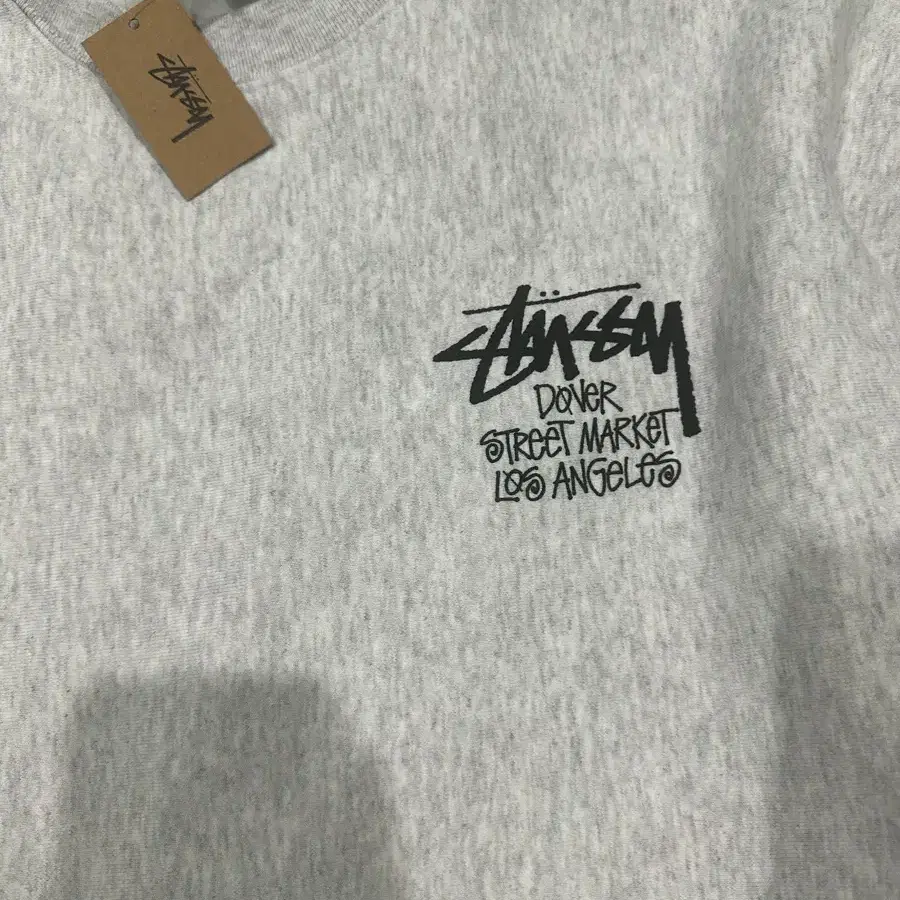 Stüssy
Stüssy
DOVER
STREET MARKET
LOS ANGELES